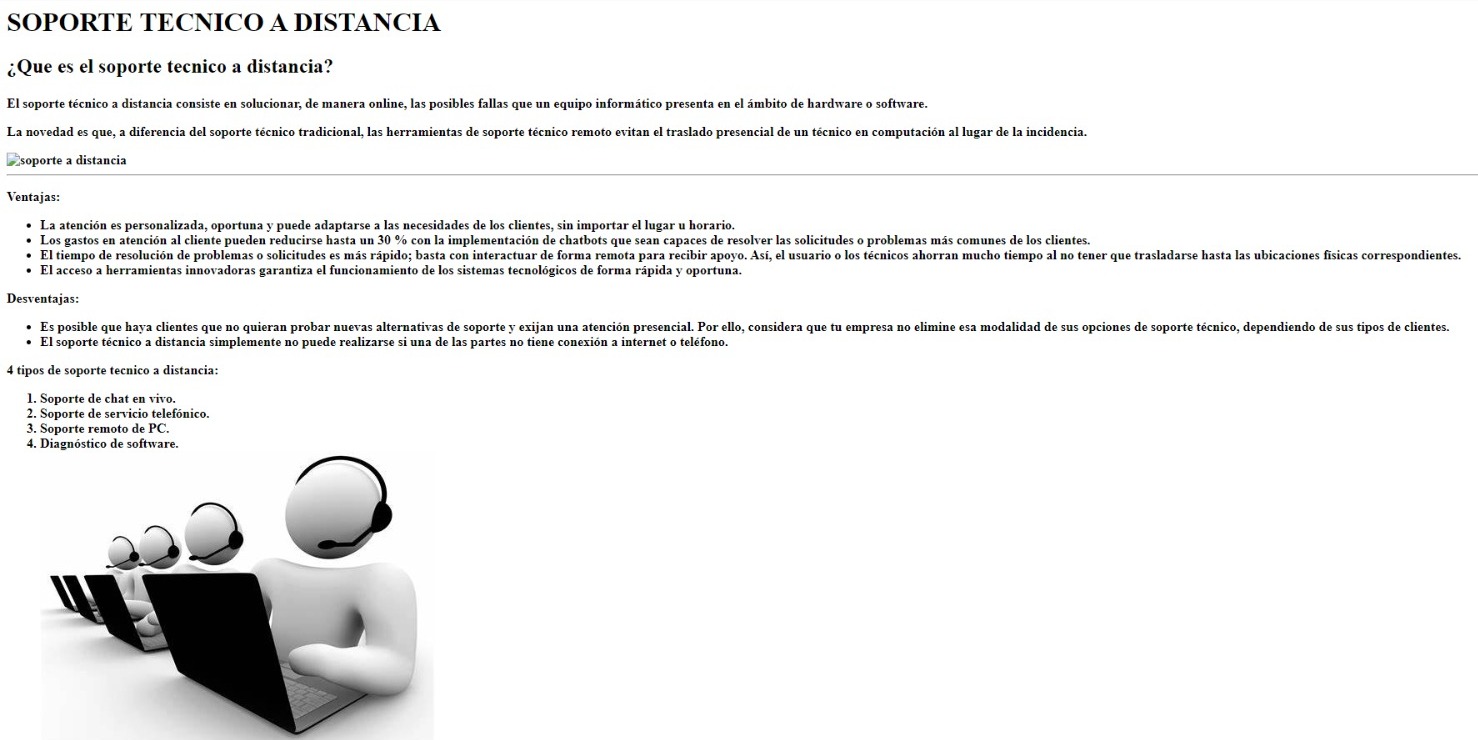 SOPORTE TECNICO A DISTANCIA
¿Que es el soporte tecnico a distancia?
El soporte técnico a distancia consiste en solucionar, de manera online, las posibles fallas que un equipo informático presenta en el ámbito de hardware o software.
La novedad es que, a diferencia del soporte técnico tradicional, las herramientas de soporte técnico remoto evitan el traslado presencial de un técnico en computación al lugar de la incidencia.
soporte a distancia
Ventajas:
• La atención es personalizada, oportuna y puede adaptarse a las necesidades de los clientes, sin importar el lugar u horario.
• Los gastos en atención al cliente pueden reducirse hasta un 30 % con la implementación de chatbots que sean capaces de resolver las solicitudes o problemas más comunes de los clientes.
• El tiempo de resolución de problemas o solicitudes es más rápido; basta con interactuar de forma remota para recibir apoyo. Así, el usuario o los técnicos ahorran mucho tiempo al no tener que trasladarse hasta las ubicaciones físicas correspondientes.
• El acceso a herramientas innovadoras garantiza el funcionamiento de los sistemas tecnológicos de forma rápida y oportuna.
Desventajas:
• Es posible que haya clientes que no quieran probar nuevas alternativas de soporte y exijan una atención presencial. Por ello, considera que tu empresa no elimine esa modalidad de sus opciones de soporte técnico, dependiendo de sus tipos de clientes.
• El soporte técnico a distancia simplemente no puede realizarse si una de las partes no tiene conexión a internet o teléfono.
4 tipos de soporte tecnico a distancia:
1. Soporte de chat en vivo.
2. Soporte de servicio telefónico.
3. Soporte remoto de PC.
4. Diagnóstico de software.